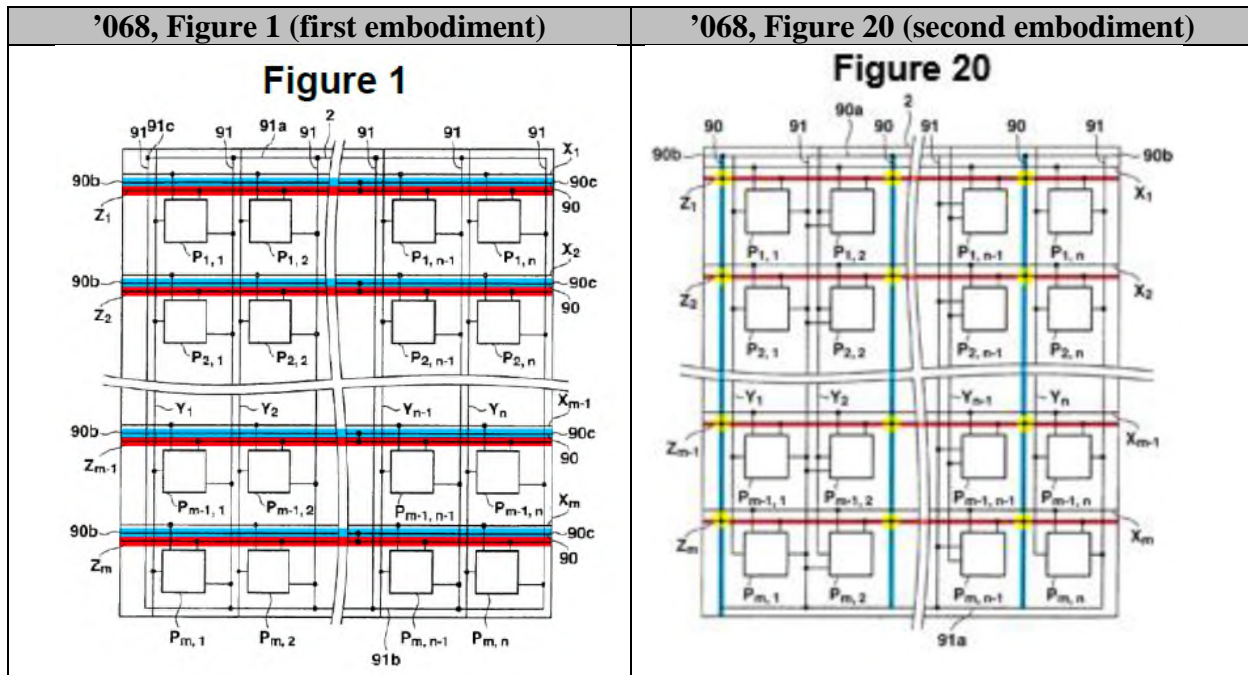 ’068, Figure 1 (first embodiment)
Figure 1
91 91c 91 91a 91 2 91 91 91
X1
90b 90c
Z1 90
P1, 1 P1, 2 P1, n-1 P1, n
X2
90b 90c
Z2 90
P2, 1 P2, 2 P2, n-1 P2, n
Y1 Y2 Yn-1 Yn Xm-1
90b 90c
Zm-1 90
Pm-1, 1 Pm-1, 2 Pm-1, n-1 Pm-1, n
Xm
90b 90c
Zm 90
Pm, 1 Pm, 2 Pm, n-1 Pm, n
91b
’068, Figure 20 (second embodiment)
Figure 20
90 91 90a 90 2 91 90 91
90b 90b
Z1 X1
P1, 1 P1, 2 P1, n-1 P1, n
Z2 X2
P2, 1 P2, 2 P2, n-1 P2, n
Y1 Y2 Yn-1 Yn
Zm-1 Xm-1
Pm-1, 1 Pm-1, 2 Pm-1, n-1 Pm-1, n
Zm Xm
Pm, 1 Pm, 2 Pm, n-1 Pm, n
91a